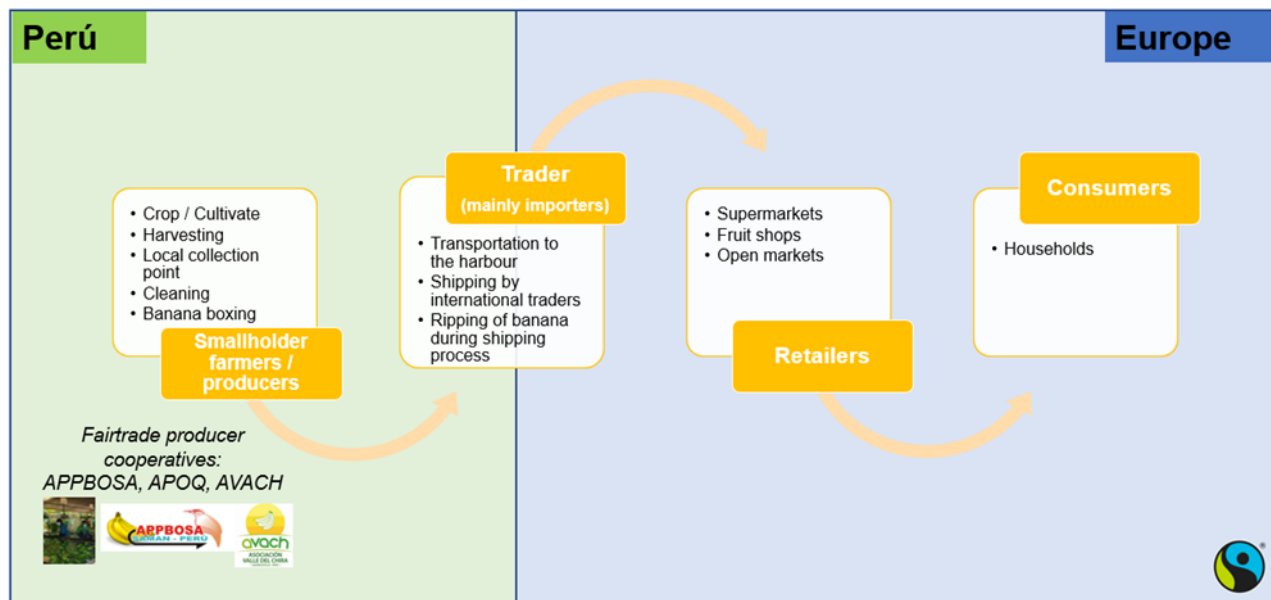 Perú
Europe
• Crop / Cultivate
• Harvesting
• Local collection
point
• Cleaning
• Banana boxing
Smallholder
farmers /
producers
Trader
(mainly importers)
• Transportation to
the harbour
• Shipping by
international traders
• Ripping of banana
during shipping
process
• Supermarkets
• Fruit shops
• Open markets
Retailers
Consumers
• Households
Fairtrade producer
cooperatives:
APPBOSA, APOQ, AVACH
APPBOSA
SAMAN - PERÚ
avach
ASOCIACIÓN
VALLE DEL CHIRA
®